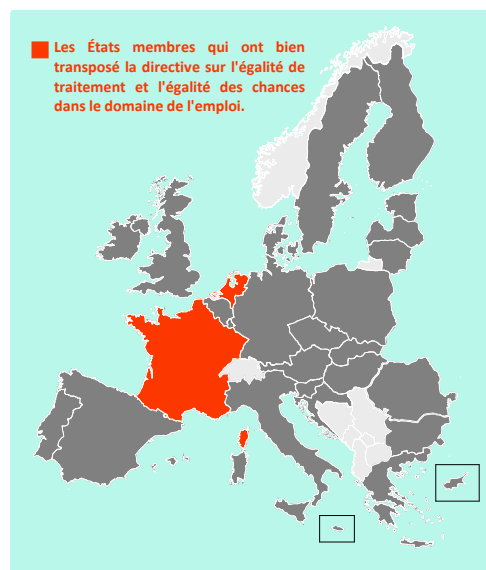 Les États membres qui ont bien
transposé la directive sur l'égalité de
traitement et l'égalité des chances
dans le domaine de l'emploi.